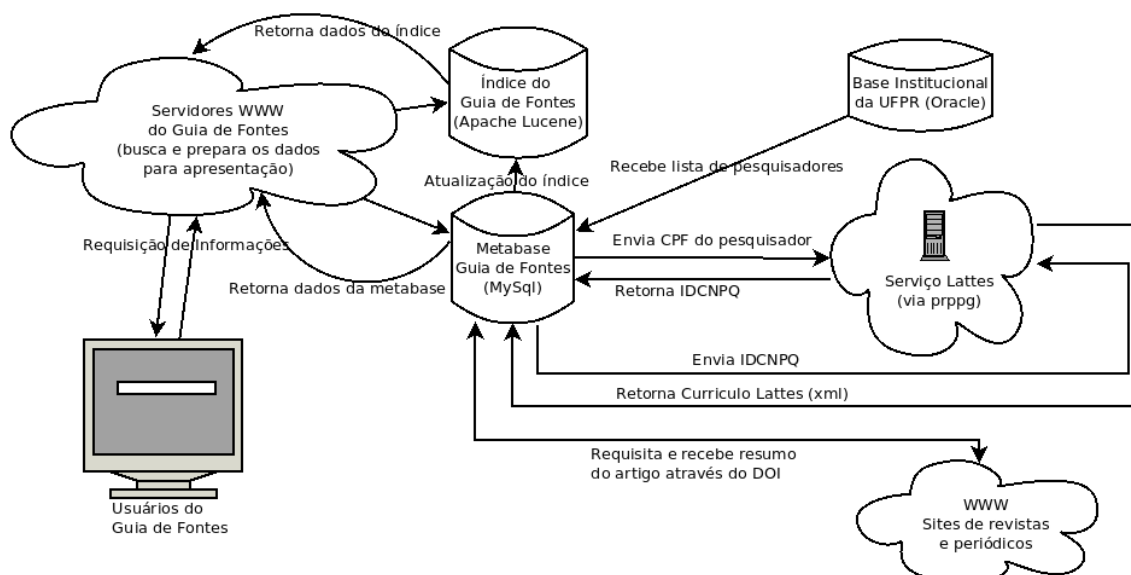 Retorna dados do índice
Servidores WWW
do Guia de Fontes
(busca e prepara os dados
para apresentação)
Índice do
Guia de Fontes
(Apache Lucene)
Base Institucional
da UFPR (Oracle)
Recebe lista de pesquisadores
Atualização do índice
Requisição de Informações
Metabase
Guia de Fontes
(MySql)
Envia CPF do pesquisador
Serviço Lattes
(via prppg)
Retorna dados da metabase
Retorna IDCNPQ
Envia IDCNPQ
Retorna Curriculo Lattes (xml)
Requisita e recebe resumo
do artigo através do DOI
Usuários do
Guia de Fontes
WWW
Sites de revistas
e periódicos